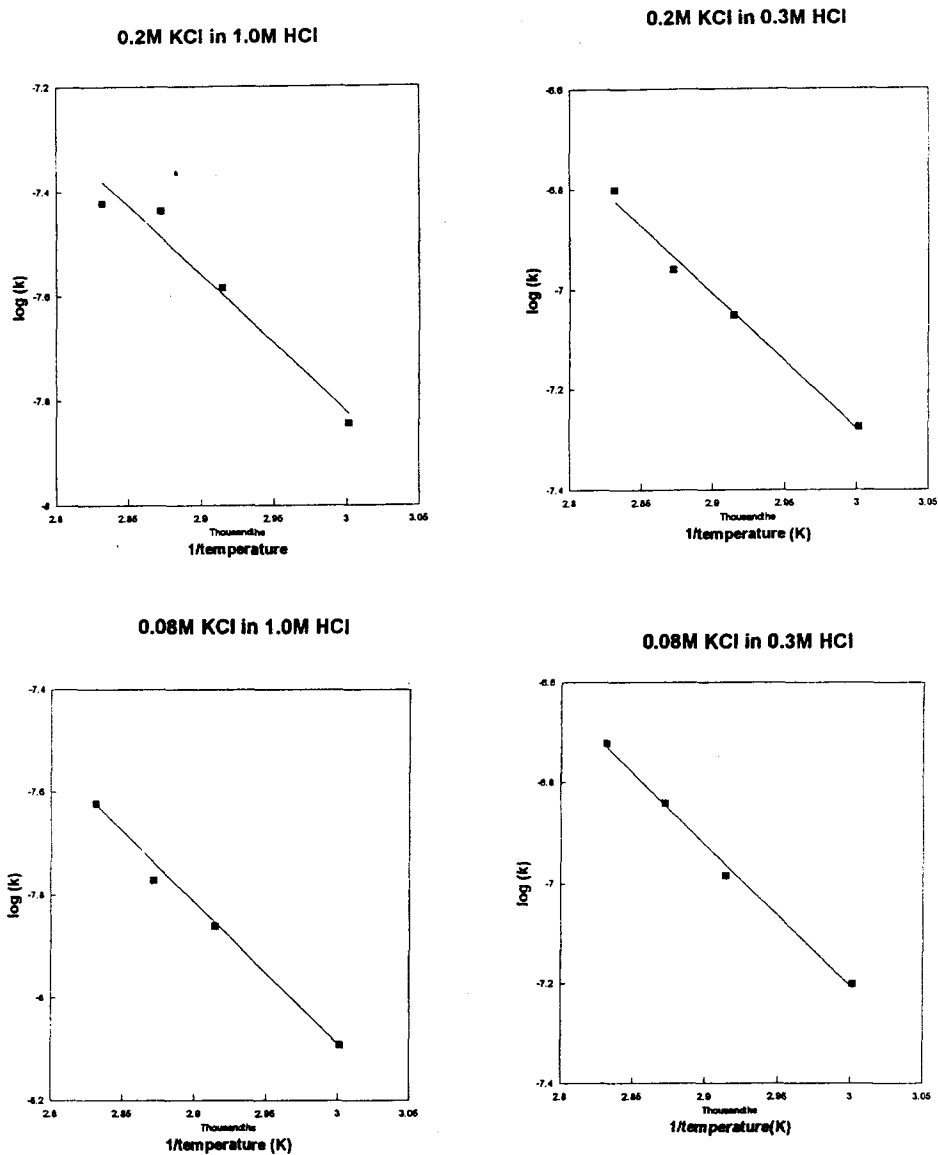 0.2M KCl in 1.0M HCl
-7.2
-7.4
-7.6
-7.8
-8
log (k)
2.8 2.85 2.9 2.95 3 3.05
Thousandths
1/temperature
0.2M KCl in 0.3M HCl
-6.6
-6.8
-7
-7.2
-7.4
log (k)
2.8 2.85 2.9 2.95 3 3.05
Thousandths
1/temperature (K)
0.08M KCl in 1.0M HCl
-7.4
-7.6
-7.8
-8
-8.2
log (k)
2.8 2.85 2.9 2.95 3 3.05
Thousandths
1/temperature (K)
0.08M KCl in 0.3M HCl
-6.6
-6.8
-7
-7.2
-7.4
log (k)
2.8 2.85 2.9 2.95 3 3.05
Thousandths
1/temperature(K)